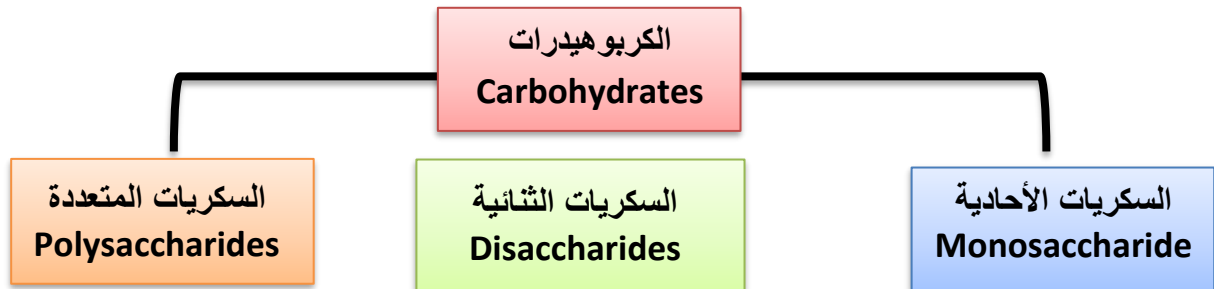 الكربوهيدرات
Carbohydrates
السكريات الأحادية
Monosaccharide
السكريات الثنائية
Disaccharides
السكريات المتعددة
Polysaccharides